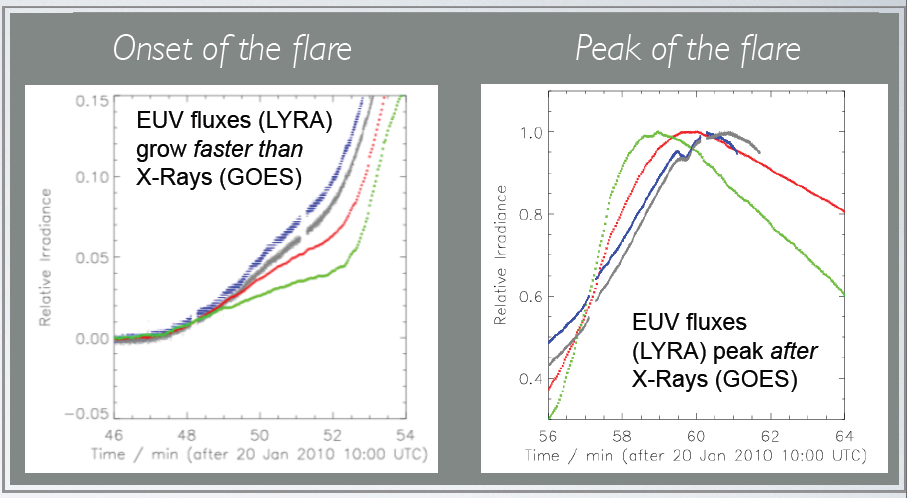 Onset of the flare
Peak of the flare
0.15
0.10
0.05
0.00
−0.05
Relative Irradiance
EUV fluxes (LYRA)
grow faster than
X-Rays (GOES)
46 48 50 52 54
Time / min (after 20 Jan 2010 10:00 UTC)
1.0
0.8
0.6
0.4
Relative Irradiance
EUV fluxes
(LYRA) peak after
X-Rays (GOES)
56 58 60 62 64
Time / min (after 20 Jan 2010 10:00 UTC)